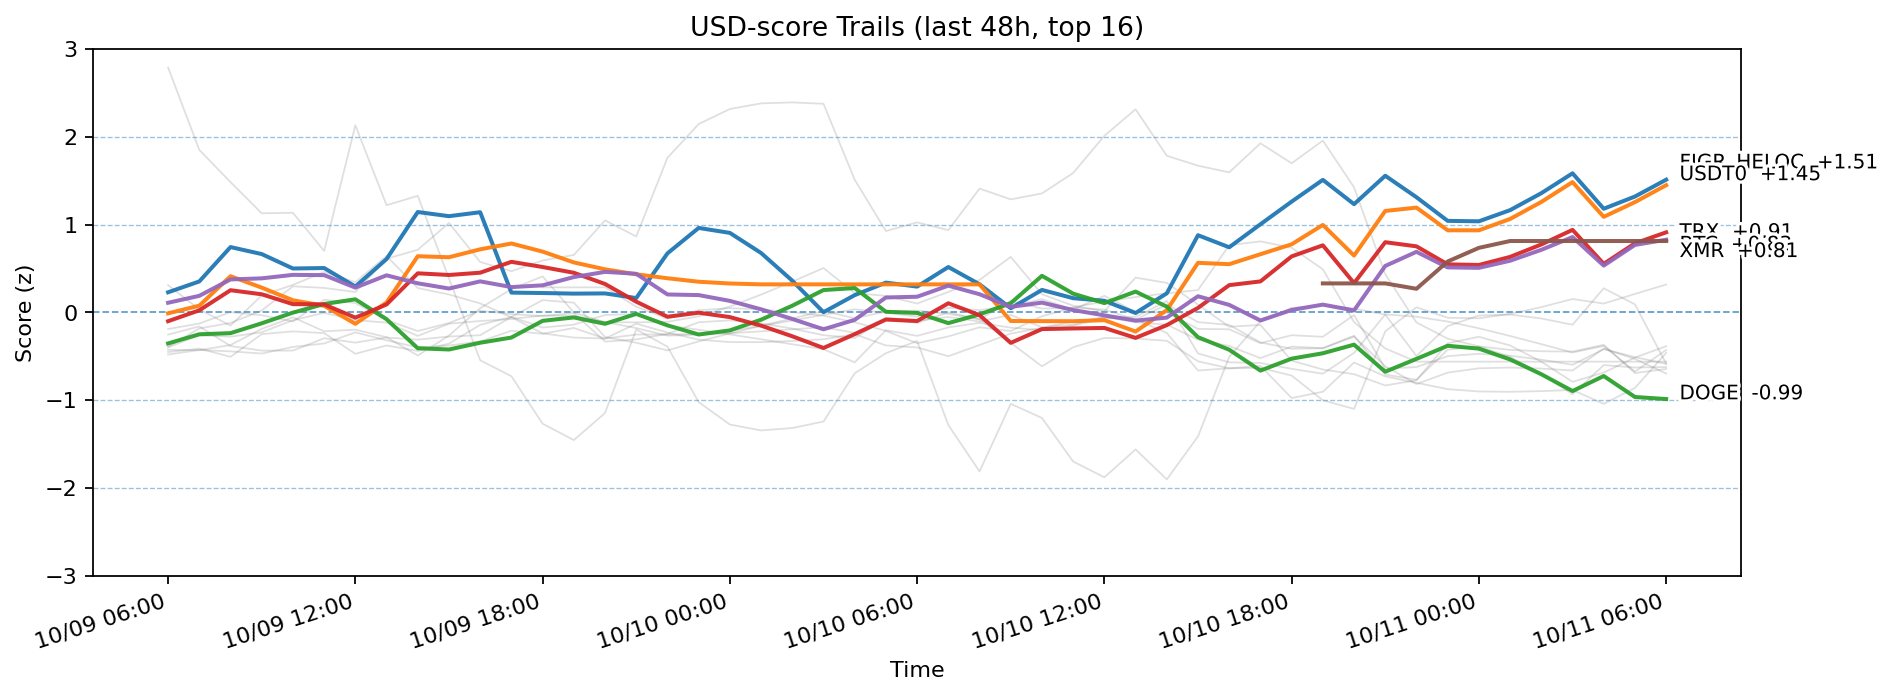 USD-score Trails (last 48h, top 16)
Score (z)
3
2
1
0
−1
−2
−3
FIGR_HELOC +1.51
USDT0 +1.45
TRX +0.91
XMR +0.81
DOGE -0.99
10/09 06:00
10/09 12:00
10/09 18:00
10/10 00:00
10/10 06:00
10/10 12:00
10/10 18:00
10/11 00:00
10/11 06:00
Time